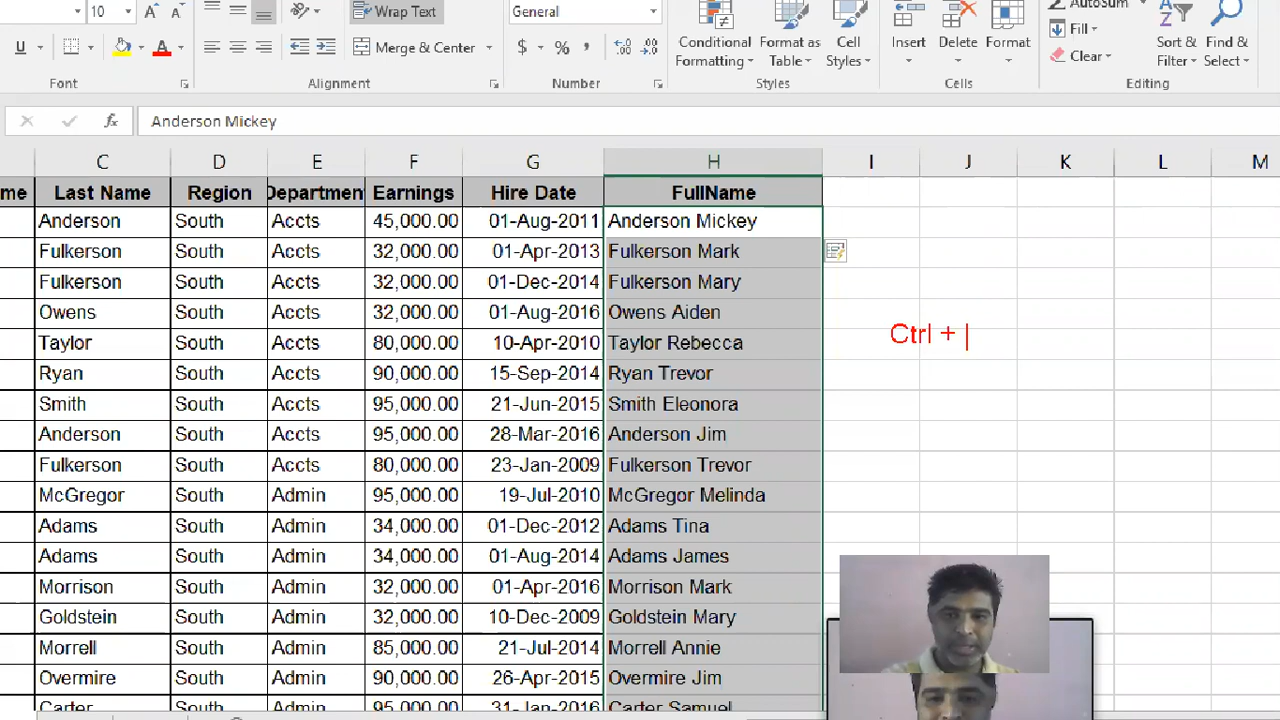 10 Wrap Text General
U Merge & Center $ % , Conditional Formatting Format as Table Cell Styles Insert Delete Format AutoSum Fill Clear Sort & Filter Find & Select
Font Alignment Number Styles Cells Editing
fx Anderson Mickey
C D E F G H I J K L M
me Last Name Region Department Earnings Hire Date FullName
Anderson South Accts 45,000.00 01-Aug-2011 Anderson Mickey
Fulkerson South Accts 32,000.00 01-Apr-2013 Fulkerson Mark
Fulkerson South Accts 32,000.00 01-Dec-2014 Fulkerson Mary
Owens South Accts 32,000.00 01-Aug-2016 Owens Aiden
Taylor South Accts 80,000.00 10-Apr-2010 Taylor Rebecca
Ctrl +
Ryan South Accts 90,000.00 15-Sep-2014 Ryan Trevor
Smith South Accts 95,000.00 21-Jun-2015 Smith Eleonora
Anderson South Accts 95,000.00 28-Mar-2016 Anderson Jim
Fulkerson South Accts 80,000.00 23-Jan-2009 Fulkerson Trevor
McGregor South Admin 95,000.00 19-Jul-2010 McGregor Melinda
Adams South Admin 34,000.00 01-Dec-2012 Adams Tina
Adams South Admin 34,000.00 01-Aug-2014 Adams James
Morrison South Admin 32,000.00 01-Apr-2016 Morrison Mark
Goldstein South Admin 32,000.00 10-Dec-2009 Goldstein Mary
Morrell South Admin 85,000.00 21-Jul-2014 Morrell Annie
Overmire South Admin 90,000.00 26-Apr-2015 Overmire Jim
Carter South Admin 95,000.00 31-Jan-2016 Carter Samuel